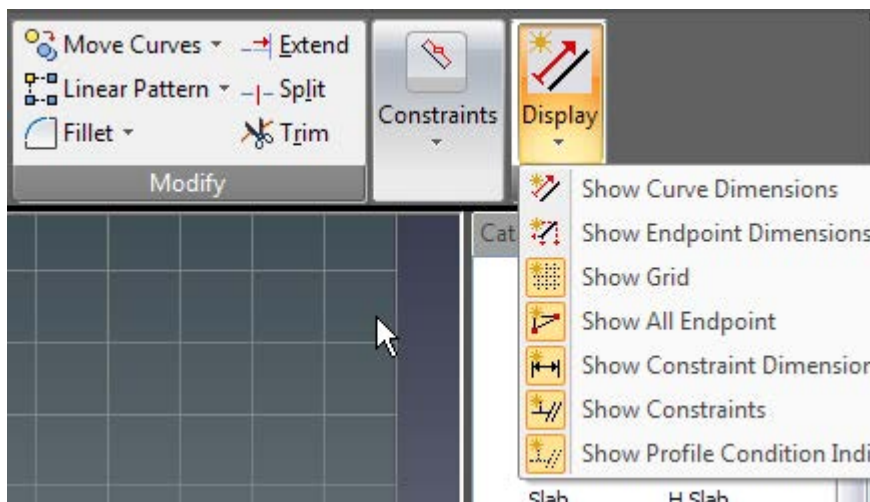 Move Curves
Extend
Linear Pattern
Split
Fillet
Trim
Modify
Constraints
Display
Show Curve Dimensions
Show Endpoint Dimensions
Show Grid
Show All Endpoint
Show Constraint Dimension
Show Constraints
Show Profile Condition Indi
Cat
Slab
H Slab